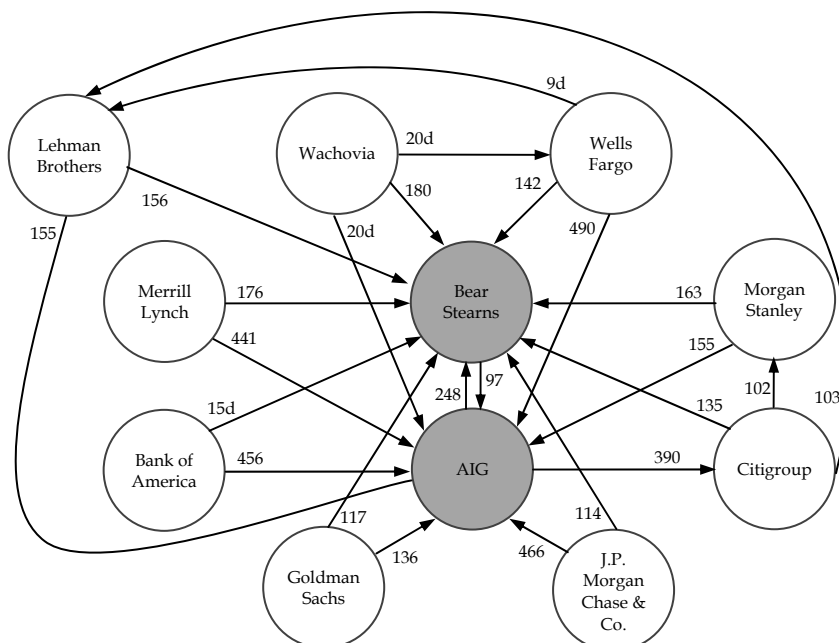 9d
Lehman
Brothers
Wachovia
20d
Wells
Fargo
156
180
142
155
20d
490
Merrill
Lynch
176
Bear
Stearns
163
Morgan
Stanley
441
155
97
248
102
103
15d
135
Bank of
America
456
AIG
390
Citigroup
117
114
136
466
Goldman
Sachs
J.P.
Morgan
Chase &
Co.